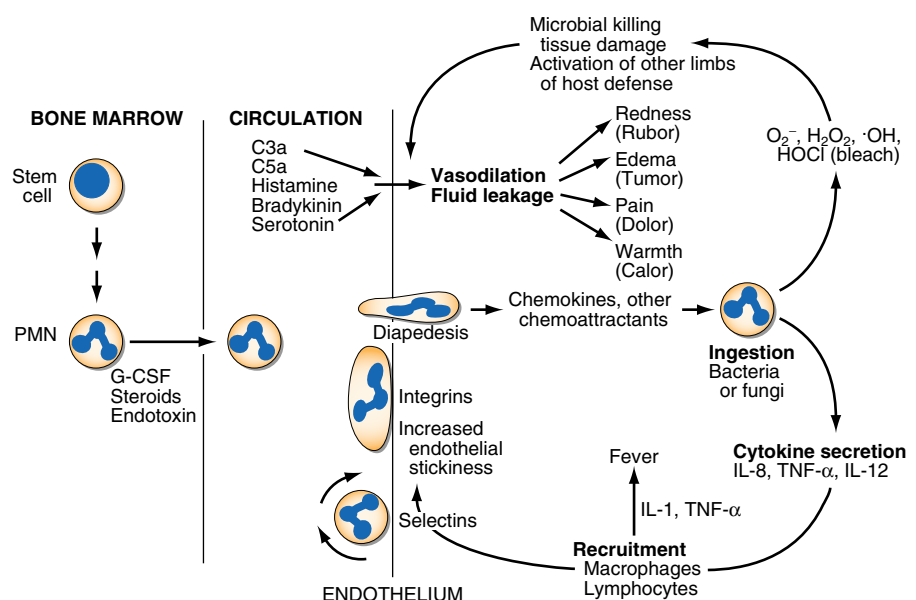 BONE MARROW
Stem
cell
PMN
G-CSF
Steroids
Endotoxin
CIRCULATION
C3a
C5a
Histamine
Bradykinin
Serotonin
Vasodilation
Fluid leakage
Redness
(Rubor)
Edema
(Tumor)
Pain
(Dolor)
Warmth
(Calor)
Microbial killing
tissue damage
Activation of other limbs
of host defense
O₂⁻, H₂O₂, ·OH,
HOCl (bleach)
Diapedesis
Chemokines, other
chemoattractants
Ingestion
Bacteria
or fungi
Integrins
Increased
endothelial
stickiness
Selectins
ENDOTHELIUM
Fever
IL-1, TNF-α
Recruitment
Macrophages
Lymphocytes
Cytokine secretion
IL-8, TNF-α, IL-12